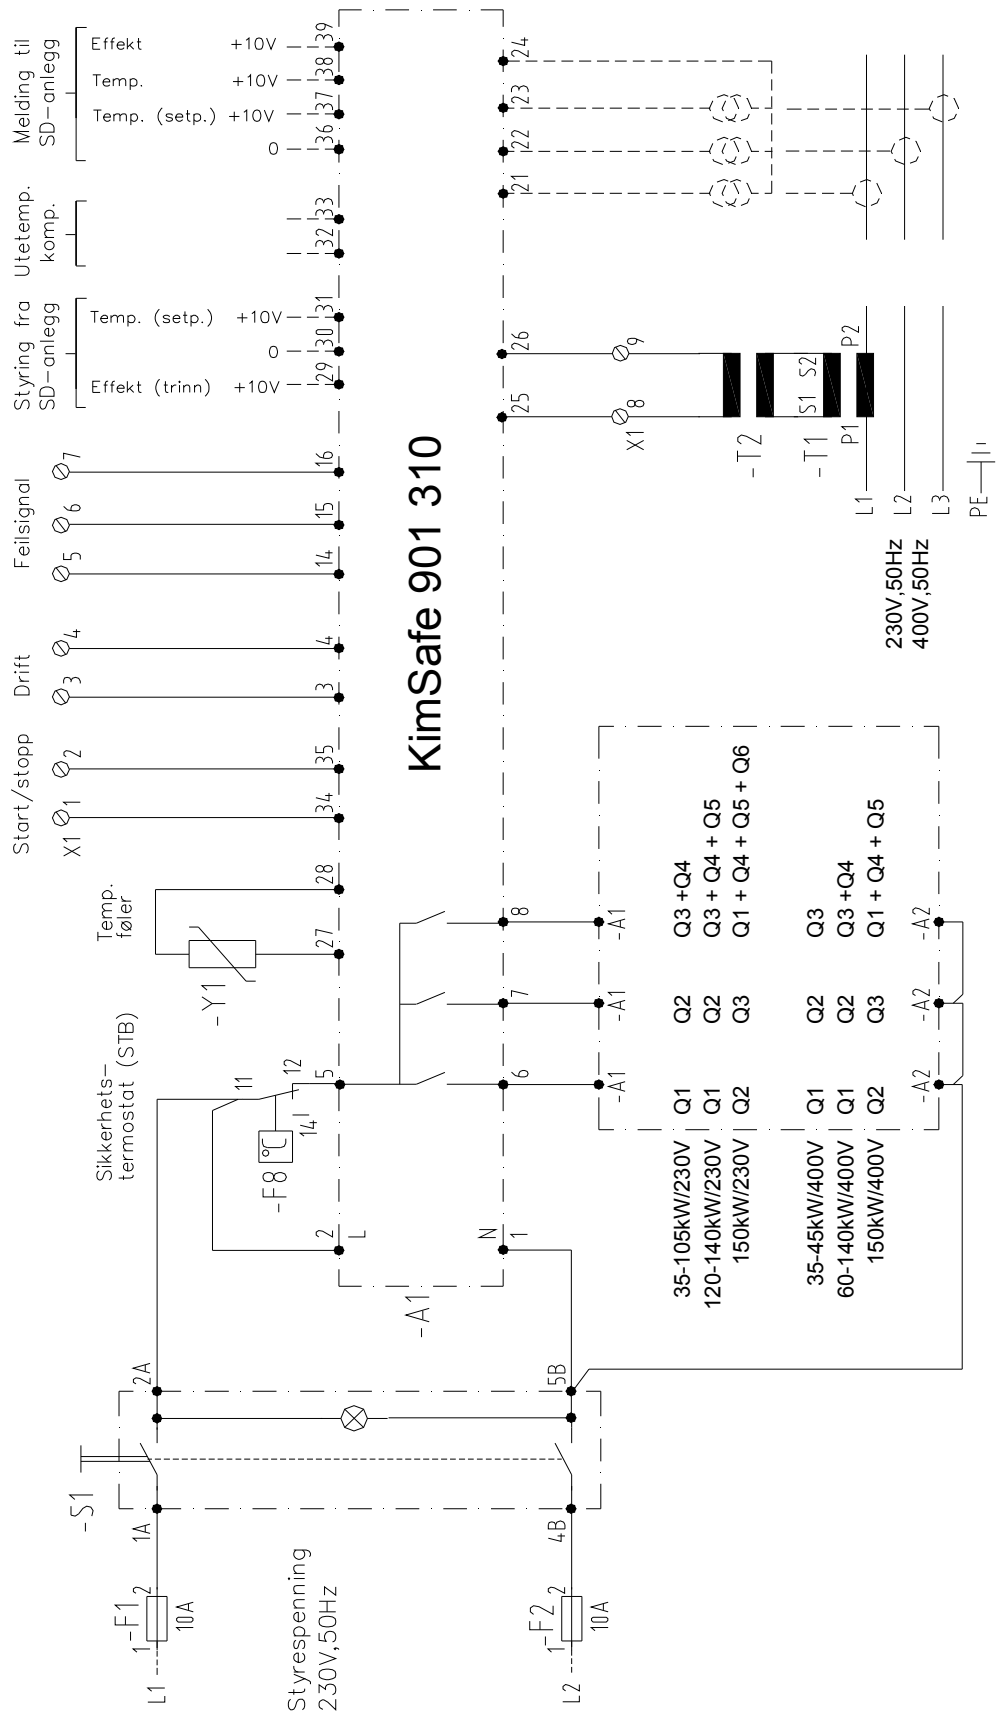 Melding til
SD-anlegg
Effekt +10V
39
Temp. +10V
38
Temp. (setp.) +10V
37
0
36
Utetemp.
komp.
33
32
Styring fra
SD-anlegg
Temp. (setp.) +10V
31
0
30
Effekt (trinn) +10V
29
Feilsignal
7
16
6
15
5
14
Drift
4
4
3
3
Start/stopp
2
35
X1
1
34
Temp.
føler
28
27
-Y1
Sikkerhets-
termostat (STB)
11
12
14
-F8
°C
5
2
L
N
1
-A1
6
7
8
KimSafe 901 310
24
23
22
21
26
25
9
8
X1
-T2
-T1
S1 S2
P1 P2
L1
L2
L3
PE
230V,50Hz
400V,50Hz
-A1 -A1 -A1
35-105kW/230V Q1 Q2 Q3 +Q4
120-140kW/230V Q1 Q2 Q3 + Q4 + Q5
150kW/230V Q2 Q3 Q1 + Q4 + Q5 + Q6
35-45kW/400V Q1 Q2 Q3
60-140kW/400V Q1 Q2 Q3 +Q4
150kW/400V Q2 Q3 Q1 + Q4 + Q5
-A2 -A2 -A2
-S1
1A
2A
4B
5B
L1
1
-F1
2
10A
Styrespenning
230V,50Hz
L2
1
-F2
2
10A